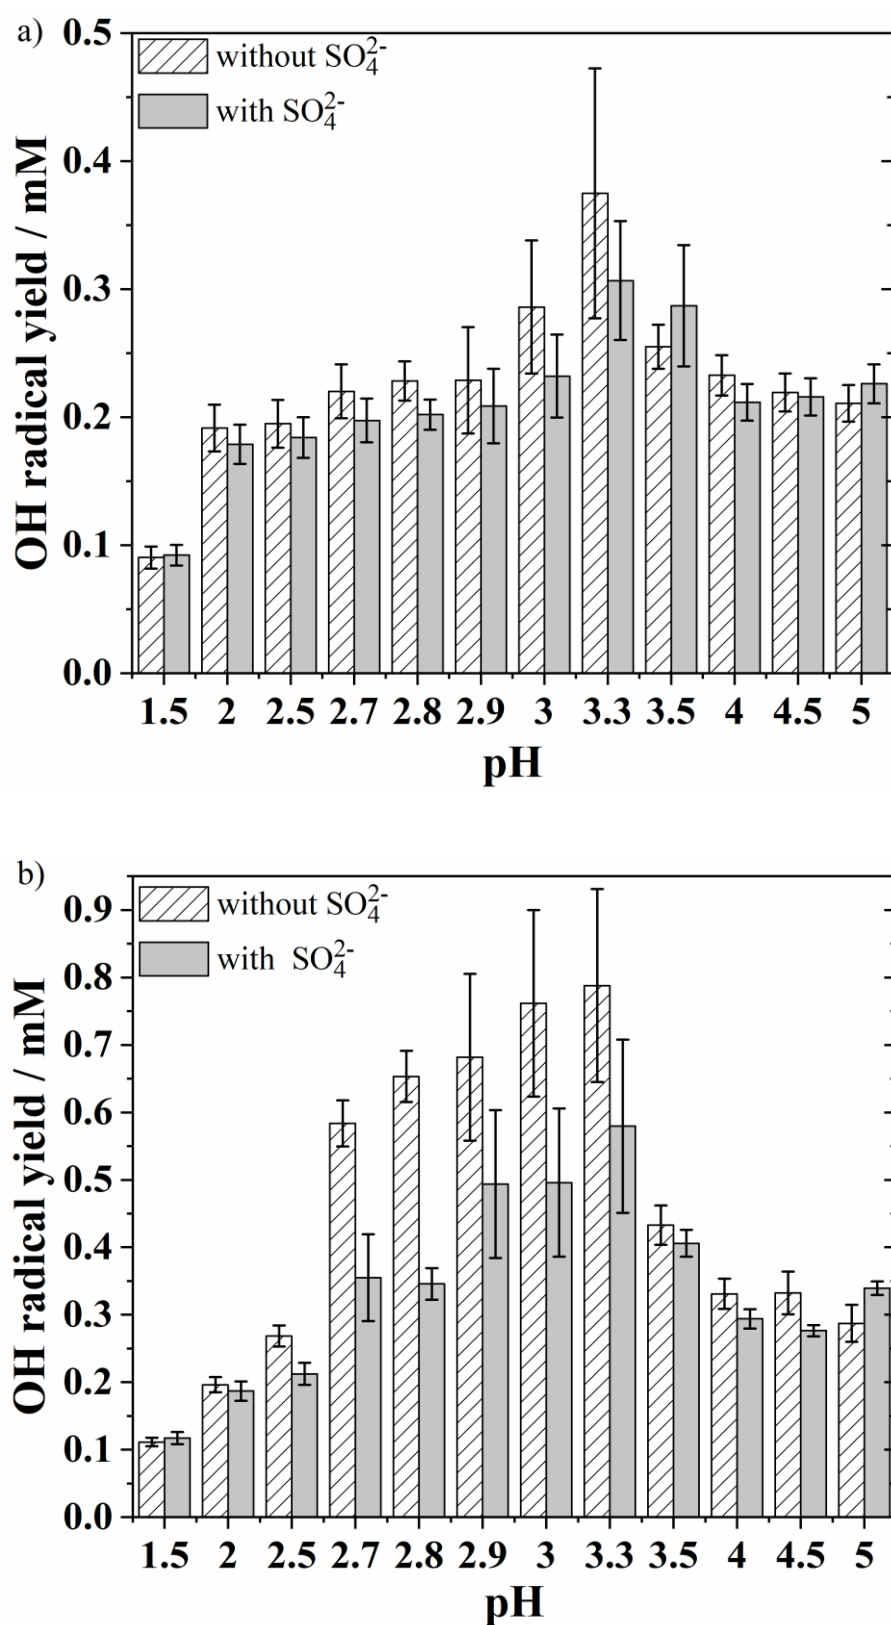 a)
without SO₄²⁻
with SO₄²⁻
OH radical yield / mM
0.5
0.4
0.3
0.2
0.1
0.0
1.5 2 2.5 2.7 2.8 2.9 3 3.3 3.5 4 4.5 5
pH
b)
without SO₄²⁻
with SO₄²⁻
OH radical yield / mM
0.9
0.8
0.7
0.6
0.5
0.4
0.3
0.2
0.1
0.0
1.5 2 2.5 2.7 2.8 2.9 3 3.3 3.5 4 4.5 5
pH